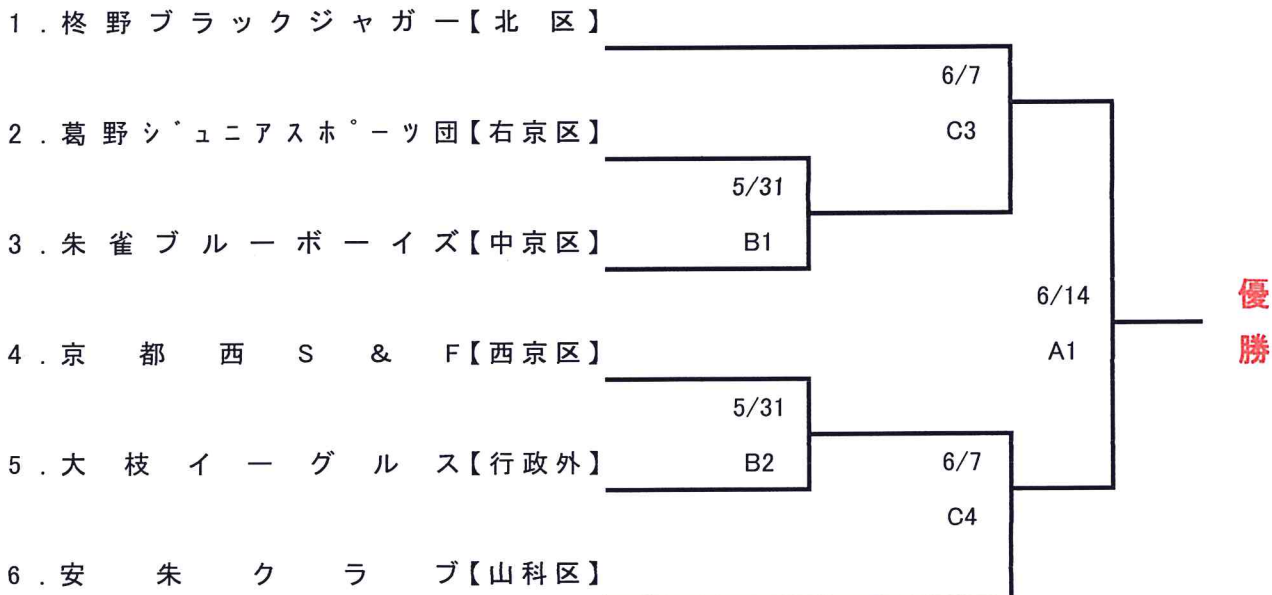 1．柊野ブラックジャガー【北区】
6/7
2．葛野ジュニアスポーツ団【右京区】
C3
5/31
3．朱雀ブルーボーイズ【中京区】
B1
6/14
優
4．京都西S&F【西京区】
A1
勝
5/31
5．大枝イーグルス【行政外】
B2
6/7
C4
6．安朱クラブ【山科区】